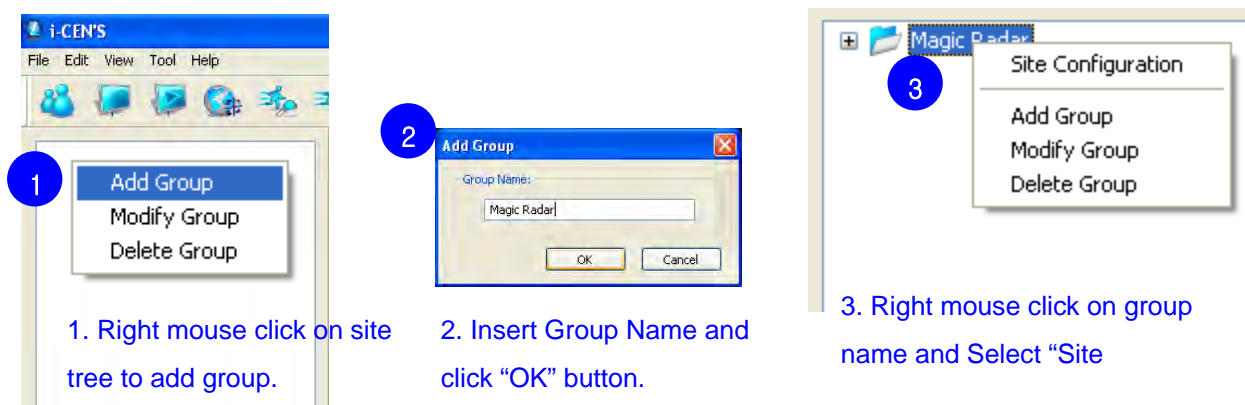 i-CEN'S
File Edit View Tool Help
1
Add Group
Modify Group
Delete Group
1. Right mouse click on site
tree to add group.
2
Add Group
Group Name:
Magic Radar
OK Cancel
2. Insert Group Name and
click “OK” button.
Magic Radar
3
Site Configuration
Add Group
Modify Group
Delete Group
3. Right mouse click on group
name and Select “Site